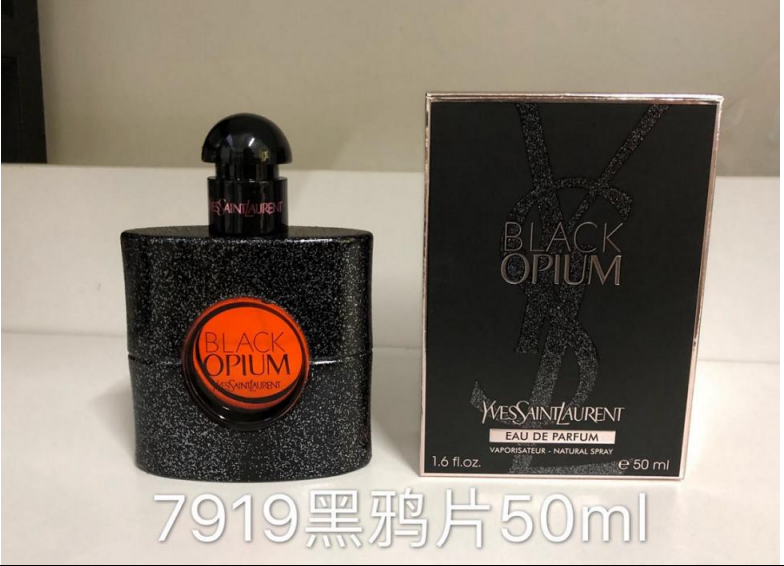 YVESSAINTLAURENT
BLACK
OPIUM
YVESSAINTLAURENT
BLACK
OPIUM
YVESSAINTLAURENT
EAU DE PARFUM
VAPORISATEUR - NATURAL SPRAY
1.6 fl.oz.
e 50 ml
7919黑鸦片50ml